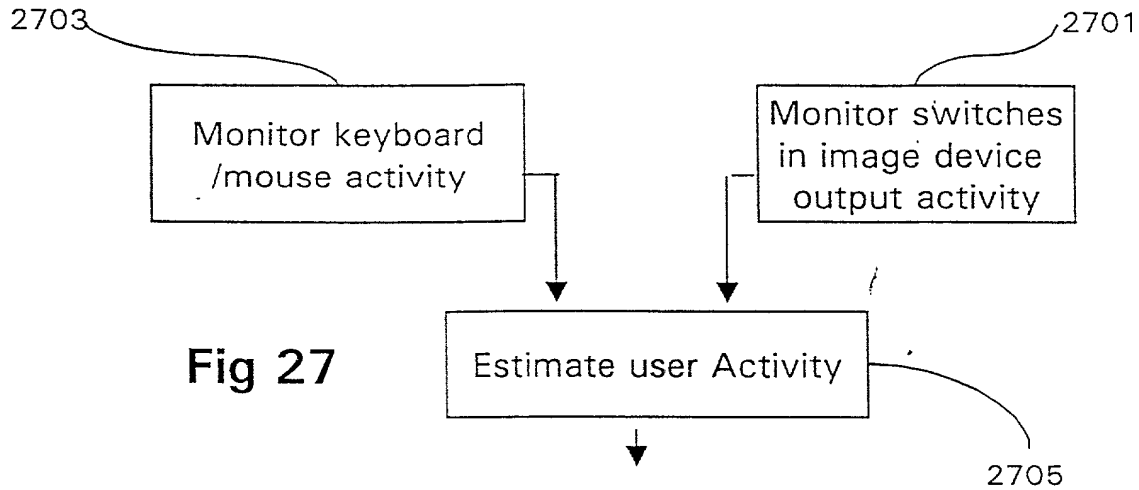 2703
2701
Monitor keyboard
/mouse activity
Monitor switches
in image device
output activity
Fig 27
Estimate user Activity
2705